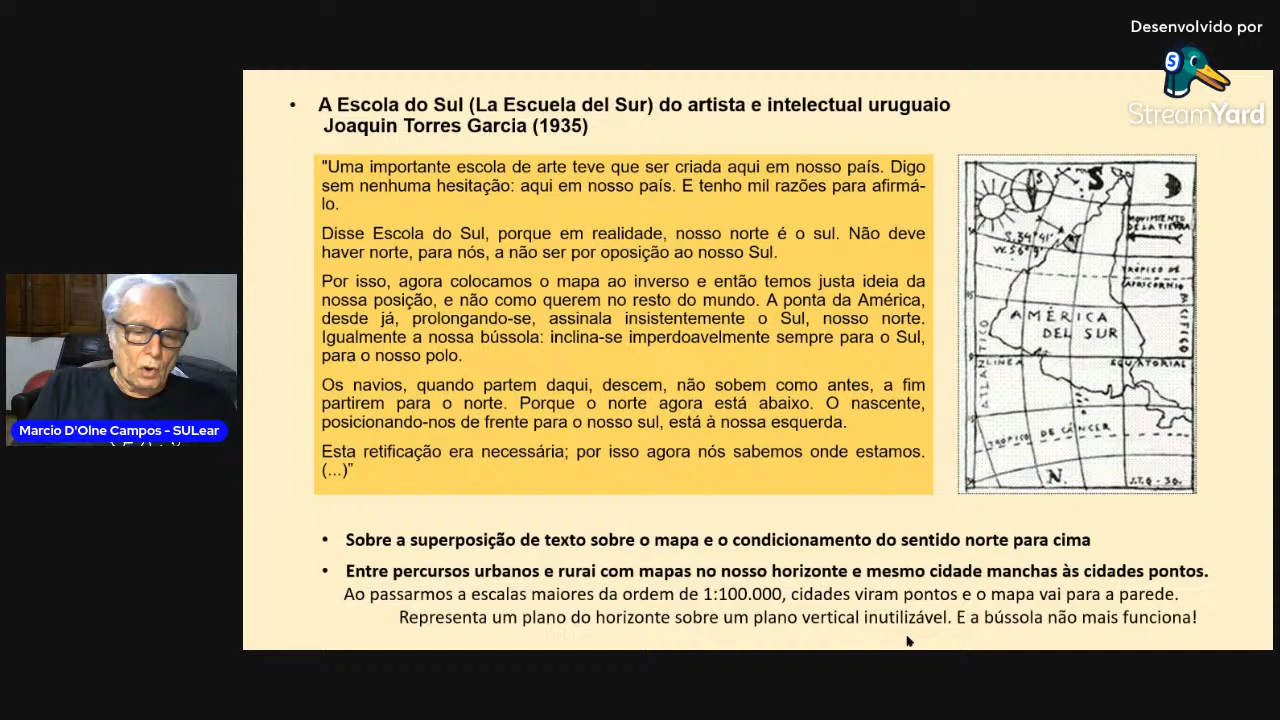 Desenvolvido por
StreamYard
• A Escola do Sul (La Escuela del Sur) do artista e intelectual uruguaio
Joaquin Torres Garcia (1935)
"Uma importante escola de arte teve que ser criada aqui em nosso país. Digo
sem nenhuma hesitação: aqui em nosso país. E tenho mil razões para afirmá-
lo.
Disse Escola do Sul, porque em realidade, nosso norte é o sul. Não deve
haver norte, para nós, a não ser por oposição ao nosso Sul.
Por isso, agora colocamos o mapa ao inverso e então temos justa ideia da
nossa posição, e não como querem no resto do mundo. A ponta da América,
desde já, prolongando-se, assinala insistentemente o Sul, nosso norte.
Igualmente a nossa bússola: inclina-se imperdoavelmente sempre para o Sul,
para o nosso polo.
Os navios, quando partem daqui, descem, não sobem como antes, a fim
partirem para o norte. Porque o norte agora está abaixo. O nascente,
posicionando-nos de frente para o nosso sul, está à nossa esquerda.
Esta retificação era necessária; por isso agora nós sabemos onde estamos.
(...)”
S
S
MOVIMIENTO
DE LA TIERRA
S. 34°41'
TRÓPICO DE
CAPRICORNIO
PACIFICO
AMÉRICA
DEL SUR
ATLANTICO
LINEA
EQUATORIAL
TRÓPICO DE CÁNCER
N.
Marcio D'Olne Campos - SULear
• Sobre a superposição de texto sobre o mapa e o condicionamento do sentido norte para cima
• Entre percursos urbanos e rurai com mapas no nosso horizonte e mesmo cidade manchas às cidades pontos.
Ao passarmos a escalas maiores da ordem de 1:100.000, cidades viram pontos e o mapa vai para a parede.
Representa um plano do horizonte sobre um plano vertical inutilizável. E a bússola não mais funciona!